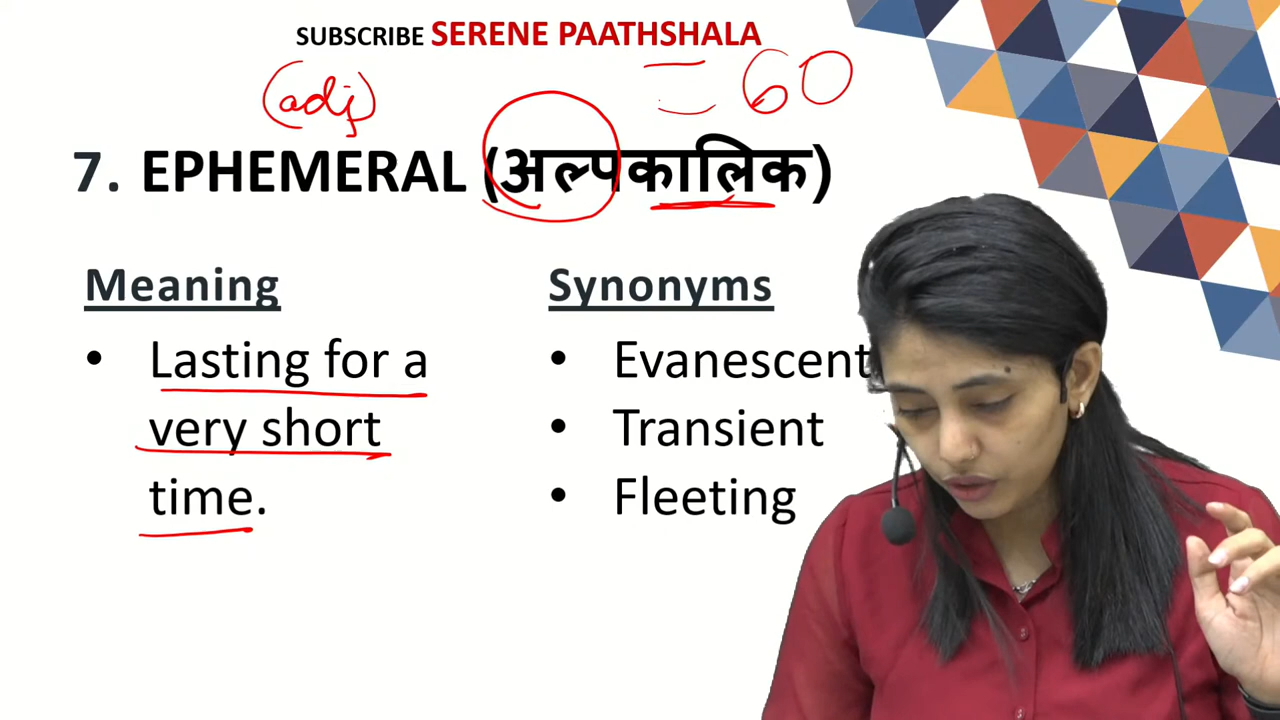 SUBSCRIBE SERENE PAATHSHALA
(adj)
= 60
7. EPHEMERAL (अल्पकालिक)
Meaning
• Lasting for a
very short
time.
Synonyms
• Evanescent
• Transient
• Fleeting